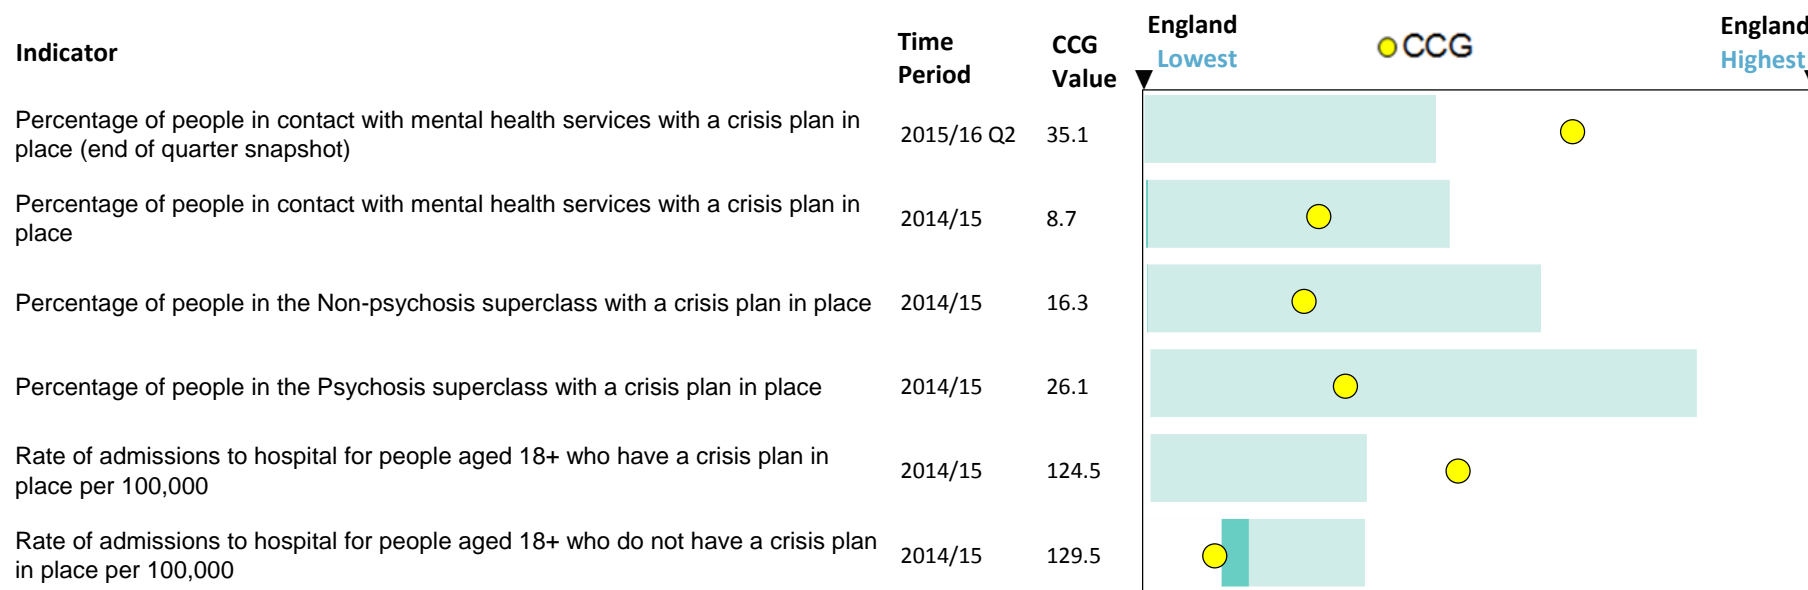 Indicator
Time
Period
CCG
Value
England
Lowest
CCG
England
Highest
Percentage of people in contact with mental health services with a crisis plan in
place (end of quarter snapshot)
2015/16 Q2
35.1
Percentage of people in contact with mental health services with a crisis plan in
place
2014/15
8.7
Percentage of people in the Non-psychosis superclass with a crisis plan in place
2014/15
16.3
Percentage of people in the Psychosis superclass with a crisis plan in place
2014/15
26.1
Rate of admissions to hospital for people aged 18+ who have a crisis plan in
place per 100,000
2014/15
124.5
Rate of admissions to hospital for people aged 18+ who do not have a crisis plan
in place per 100,000
2014/15
129.5